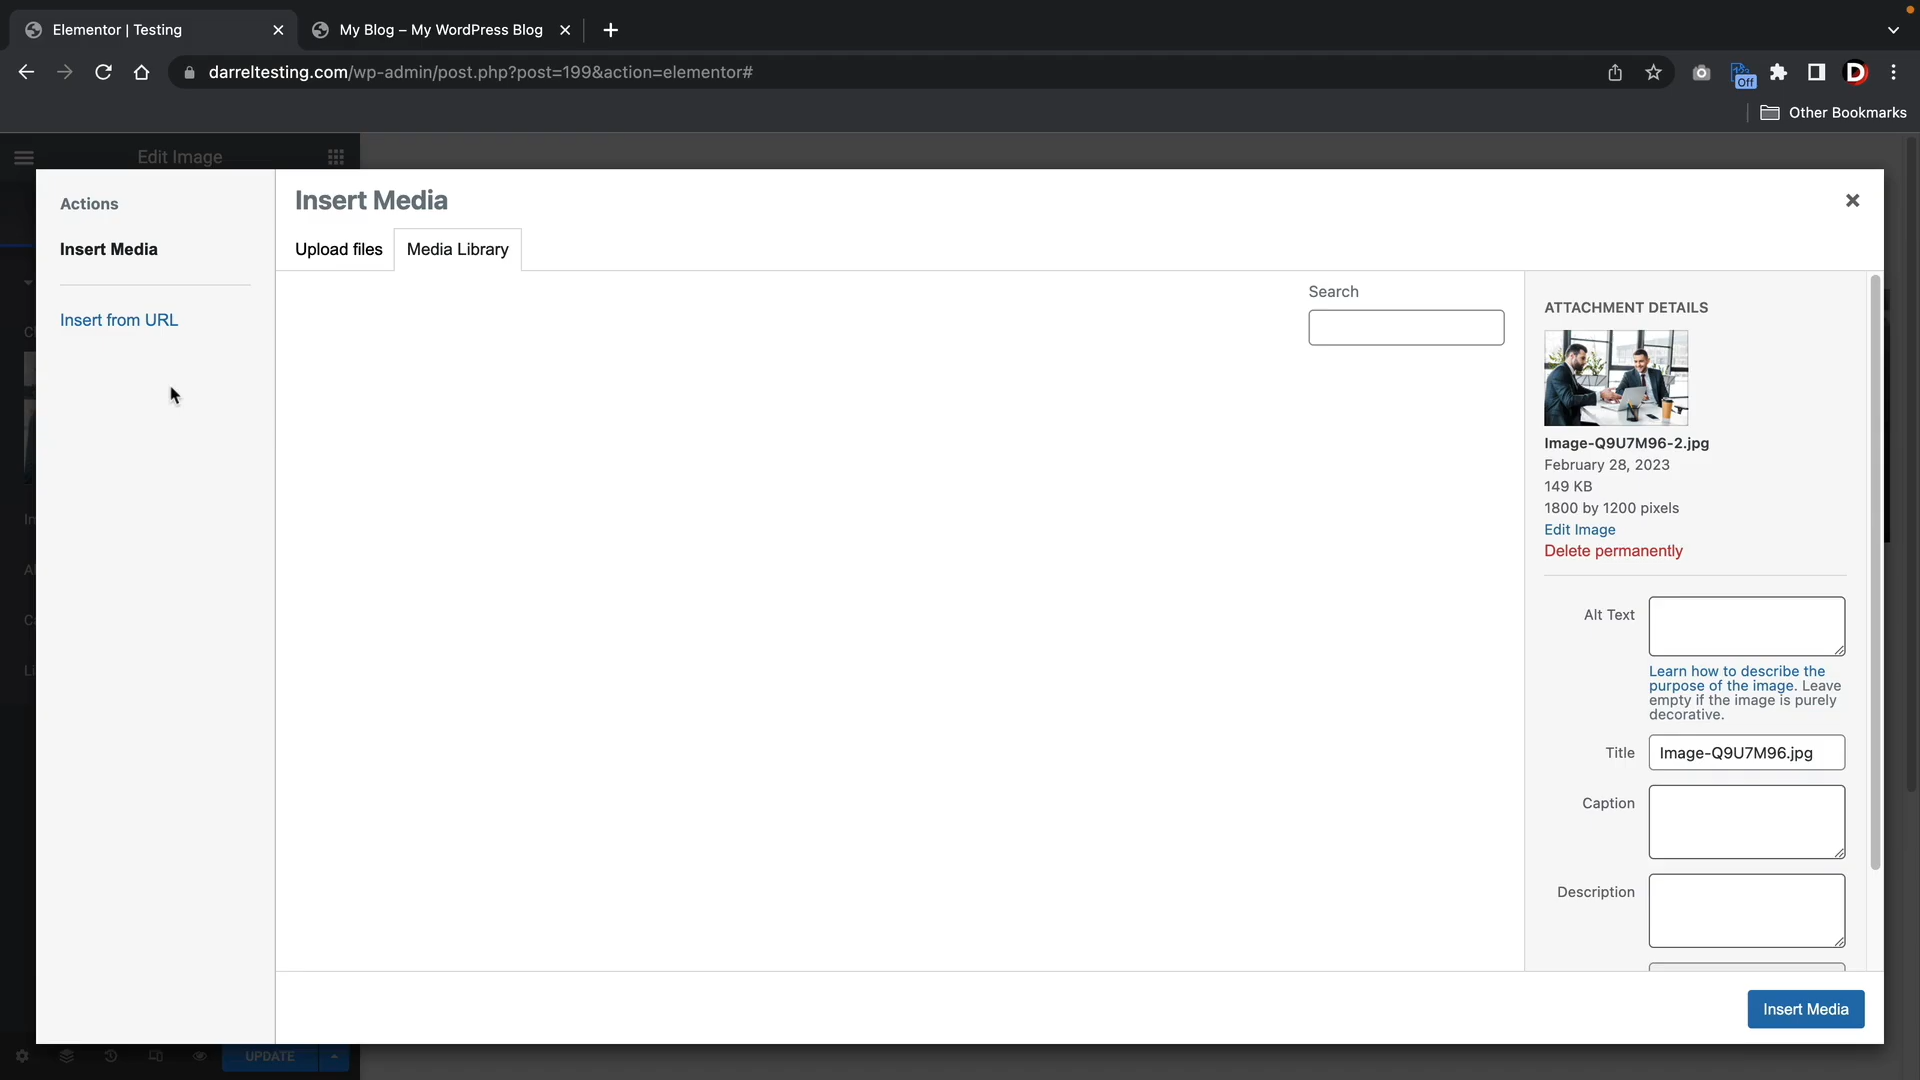 Elementor | Testing
My Blog – My WordPress Blog
darreltesting.com/wp-admin/post.php?post=199&action=elementor#
Off
D
Other Bookmarks
Edit Image
Actions
Insert Media
Insert from URL
Insert Media
Upload files
Media Library
Search
ATTACHMENT DETAILS
Image-Q9U7M96-2.jpg
February 28, 2023
149 KB
1800 by 1200 pixels
Edit Image
Delete permanently
Alt Text
Learn how to describe the
purpose of the image. Leave
empty if the image is purely
decorative.
Title
Image-Q9U7M96.jpg
Caption
Description
Insert Media
UPDATE